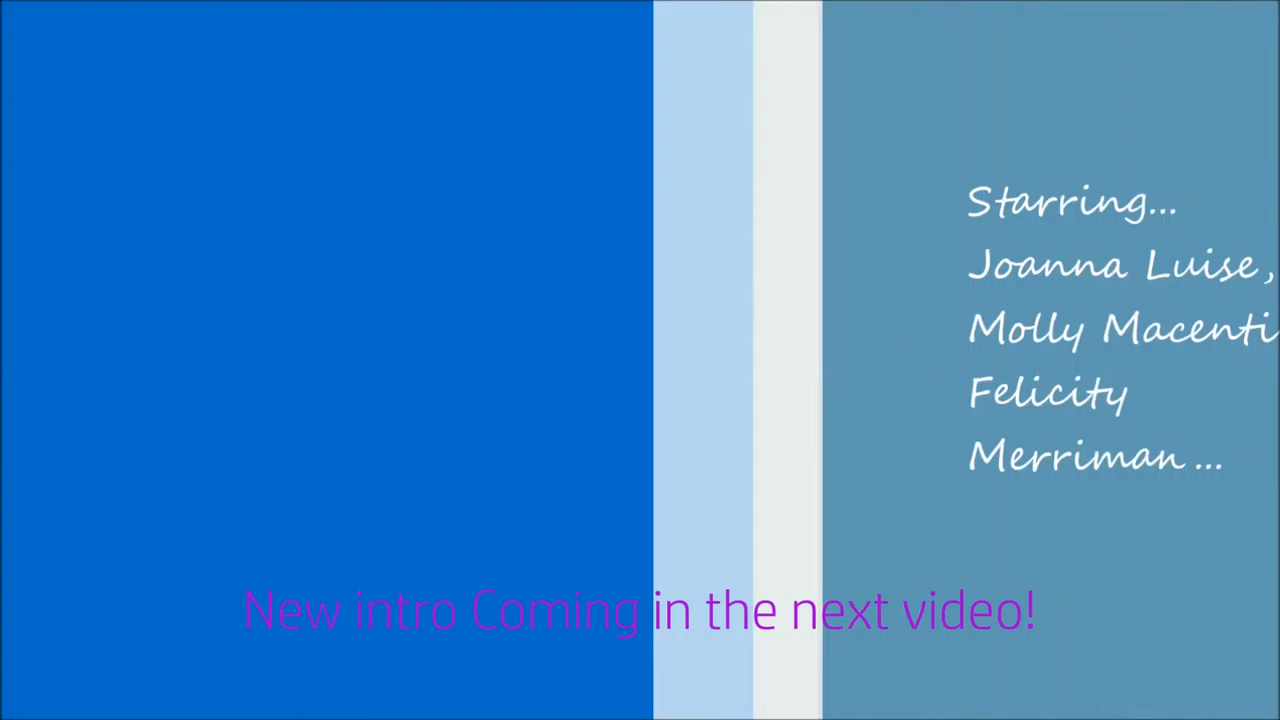 Starring...
Joanna Luise,
Molly Macenti
Felicity
Merriman ...
New intro Coming in the next video!